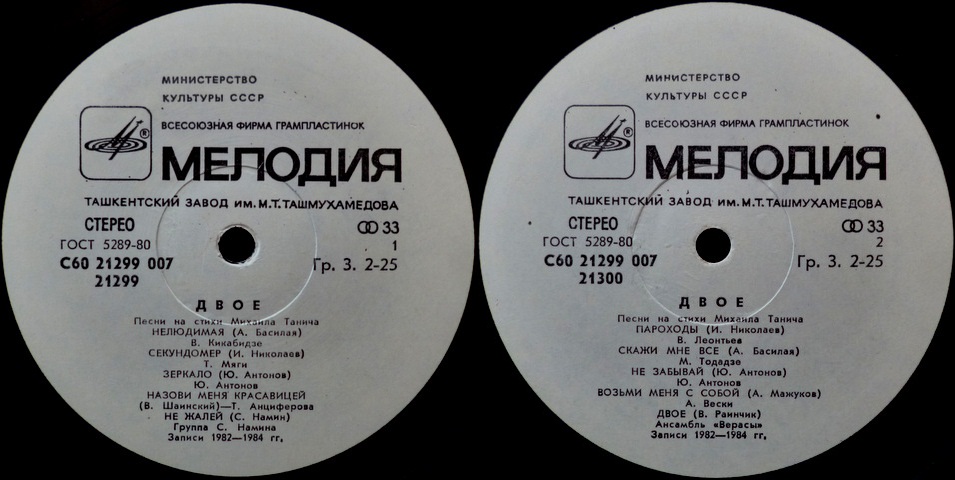 МИНИСТЕРСТВО
КУЛЬТУРЫ СССР
®
ВСЕСОЮЗНАЯ ФИРМА ГРАМПЛАСТИНОК
МЕЛОДИЯ
ТАШКЕНТСКИЙ ЗАВОД ИМ. М.Т. ТАШМУХАМЕДОВА
СТЕРЕО
33
ГОСТ 5289-80
1
С60 21299 007
Гр. 3. 2-25
21299
ДВОЕ
Песни на стихи Михаила Танича
НЕЛЮДИМАЯ (А. Басилая)
В. Кикабидзе
СЕКУНДОМЕР (И. Николаев)
Т. Мяги
ЗЕРКАЛО (Ю. Антонов)
Ю. Антонов
НАЗОВИ МЕНЯ КРАСАВИЦЕЙ
(В. Шаинский)—Т. Анциферова
НЕ ЖАЛЕЙ (С. Намин)
Группа С. Намина
Записи 1982—1984 гг.
МИНИСТЕРСТВО
КУЛЬТУРЫ СССР
®
ВСЕСОЮЗНАЯ ФИРМА ГРАМПЛАСТИНОК
МЕЛОДИЯ
ТАШКЕНТСКИЙ ЗАВОД ИМ. М.Т. ТАШМУХАМЕДОВА
СТЕРЕО
33
ГОСТ 5289-80
2
С60 21299 007
Гр. 3. 2-25
21300
ДВОЕ
Песни на стихи Михаила Танича
ПАРОХОДЫ (И. Николаев)
В. Леонтьев
СКАЖИ МНЕ ВСЕ (А. Басилая)
М. Тодадзе
НЕ ЗАБЫВАЙ (Ю. Антонов)
Ю. Антонов
ВОЗЬМИ МЕНЯ С СОБОЙ (А. Мажуков)
А. Вески
ДВОЕ (В. Раинчик)
Ансамбль «Верасы»
Записи 1982—1984 гг.